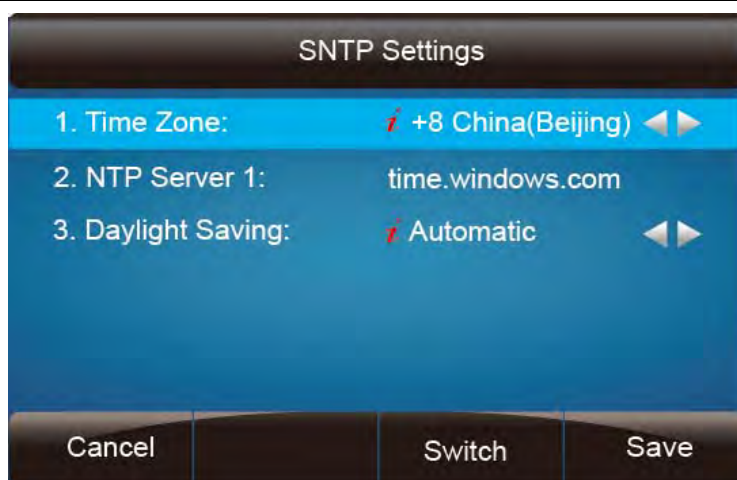 SNTP Settings
1. Time Zone: i +8 China(Beijing)
2. NTP Server 1: time.windows.com
3. Daylight Saving: i Automatic
Cancel Switch Save